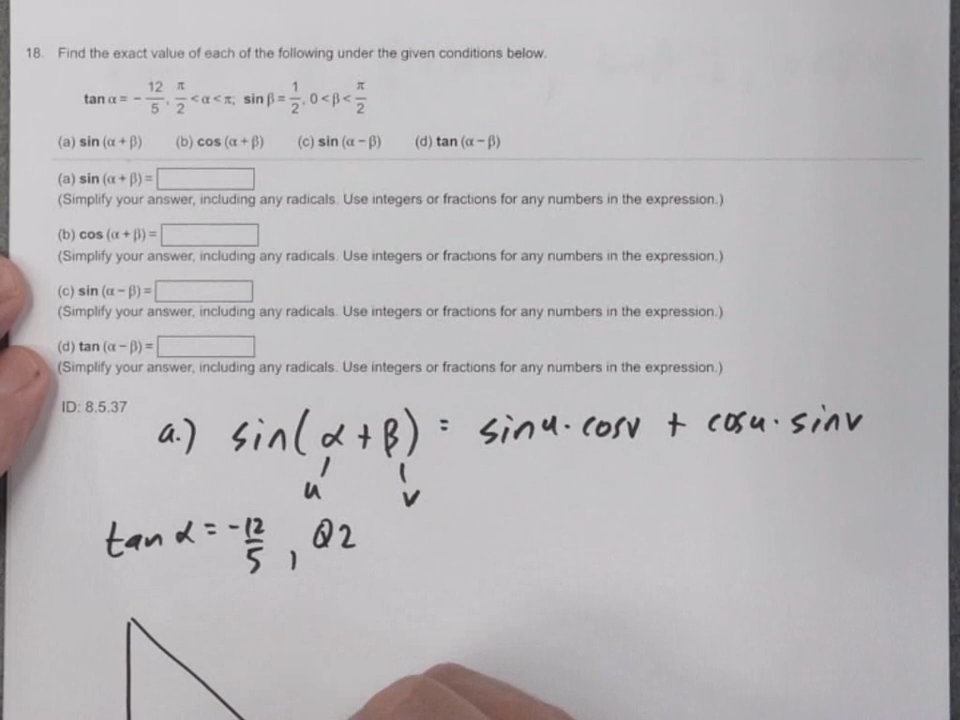 18. Find the exact value of each of the following under the given conditions below.
tan α = - 12/5, π/2 < α < π; sin β = 1/2, 0 < β < π/2
(a) sin (α + β) (b) cos (α + β) (c) sin (α - β) (d) tan (α - β)
(a) sin (α + β) =
(Simplify your answer, including any radicals. Use integers or fractions for any numbers in the expression.)
(b) cos (α + β) =
(Simplify your answer, including any radicals. Use integers or fractions for any numbers in the expression.)
(c) sin (α - β) =
(Simplify your answer, including any radicals. Use integers or fractions for any numbers in the expression.)
(d) tan (α - β) =
(Simplify your answer, including any radicals. Use integers or fractions for any numbers in the expression.)
ID: 8.5.37
a.) sin(α + β) = sinu · cosv + cosu · sinv
u v
tan α = -12/5, Q2